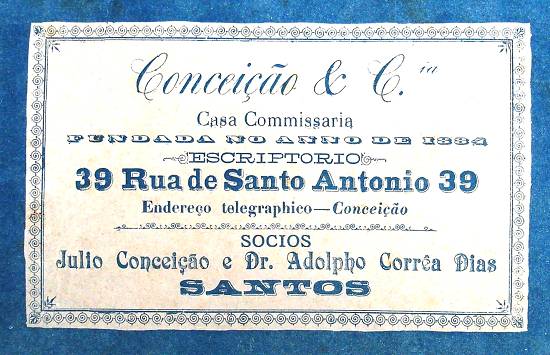 Conceição & C.ia
Casa Commissaria
FUNDADA NO ANNO DE 1884
ESCRIPTORIO
39 Rua de Santo Antonio 39
Endereço telegraphico—Conceição
SOCIOS
Julio Conceição e Dr. Adolpho Corrêa Dias
SANTOS